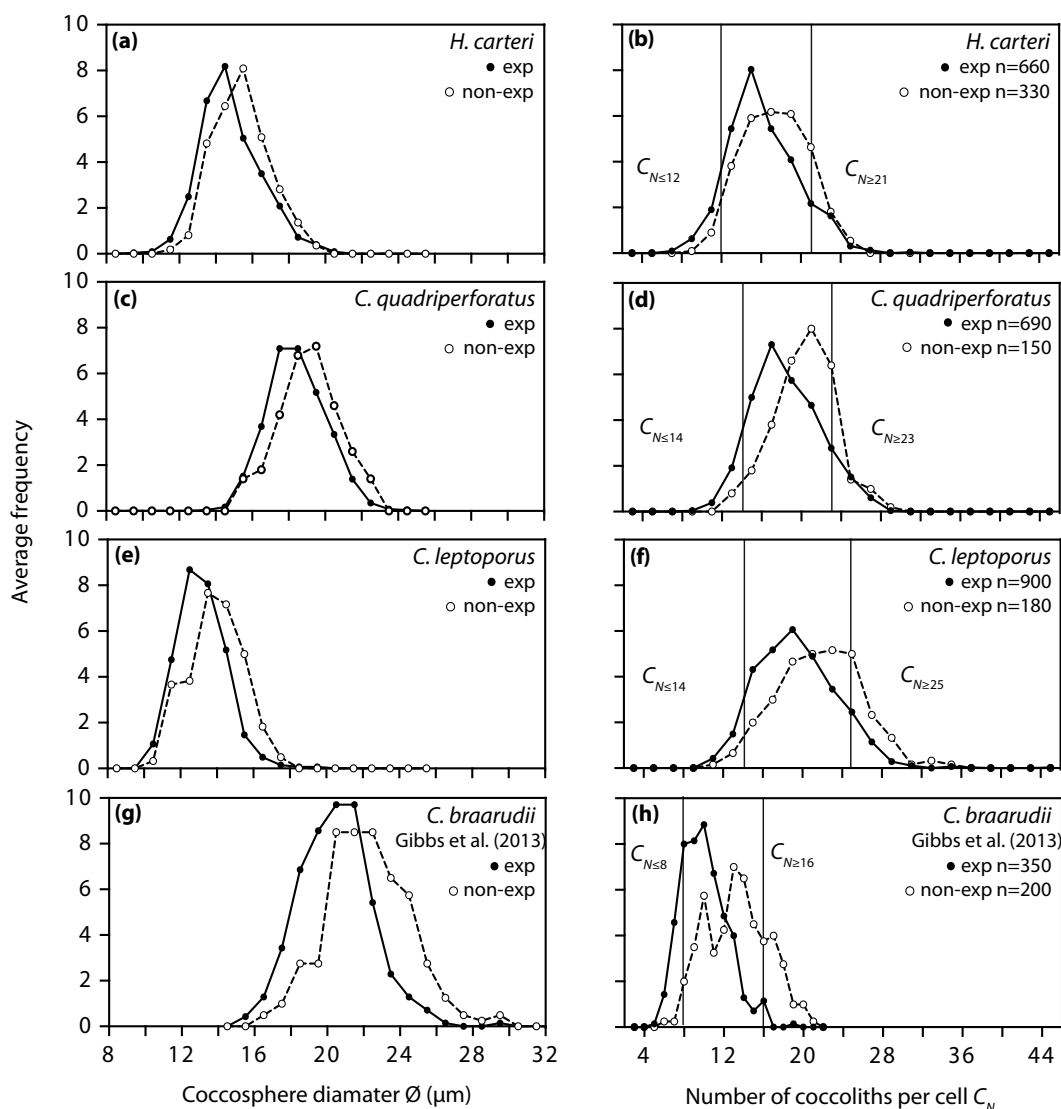 Average frequency
(a)
H. carteri
exp
non-exp
10
8
6
4
2
0
(b)
H. carteri
exp n=660
non-exp n=330
C_N≤12
C_N≥21
(c)
C. quadriperforatus
exp
non-exp
10
8
6
4
2
0
(d)
C. quadriperforatus
exp n=690
non-exp n=150
C_N≤14
C_N≥23
(e)
C. leptoporus
exp
non-exp
10
8
6
4
2
0
(f)
C. leptoporus
exp n=900
non-exp n=180
C_N≤14
C_N≥25
(g)
C. braarudii
Gibbs et al. (2013)
exp
non-exp
10
8
6
4
2
0
8 12 16 20 24 28 32
Coccosphere diamater Ø (µm)
(h)
C. braarudii
Gibbs et al. (2013)
exp n=350
non-exp n=200
C_N≤8
C_N≥16
4 12 20 28 36 44
Number of coccoliths per cell C_N